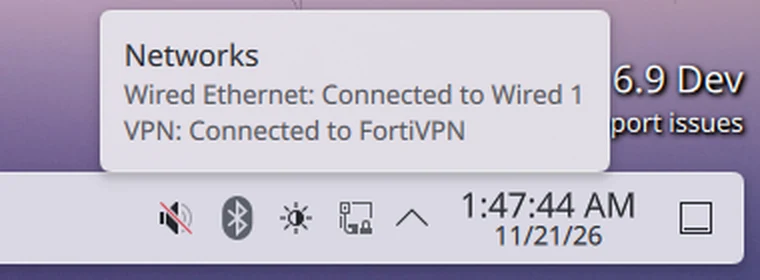 Networks
Wired Ethernet: Connected to Wired 1
VPN: Connected to FortiVPN
6.9 Dev
port issues
1:47:44 AM
11/21/26